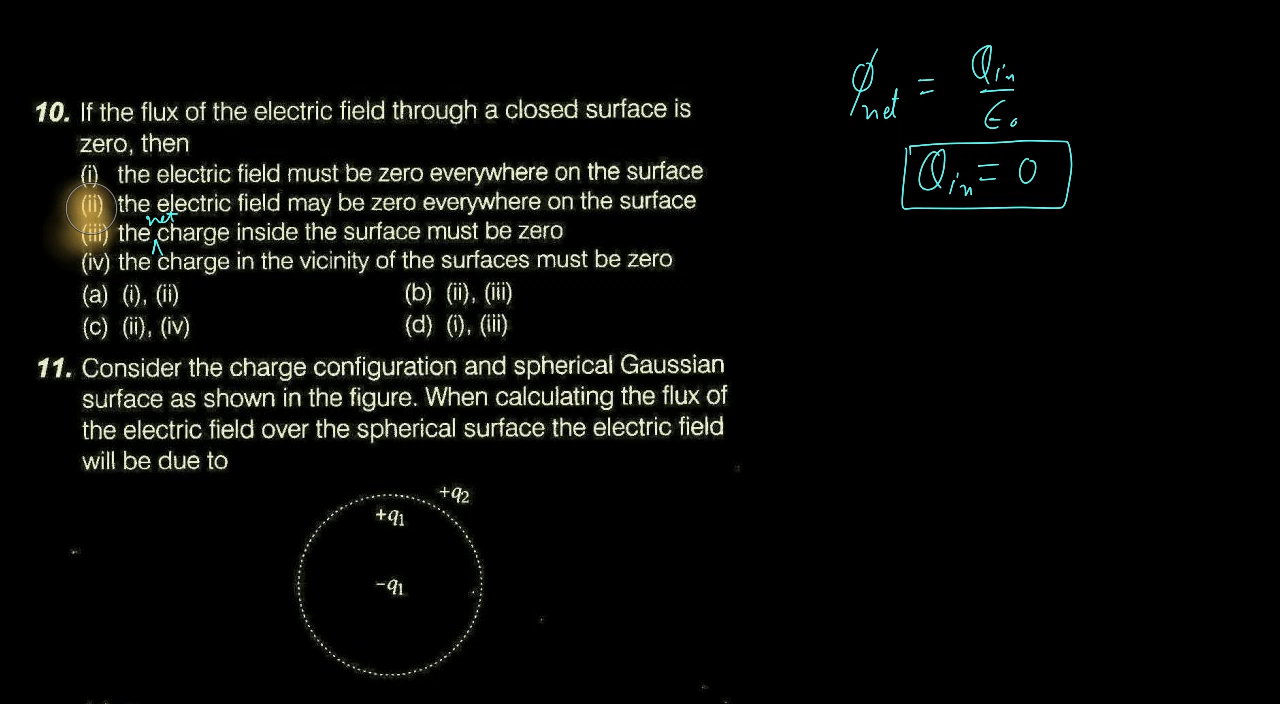 10. If the flux of the electric field through a closed surface is
zero, then
(i) the electric field must be zero everywhere on the surface
(ii) the electric field may be zero everywhere on the surface
net
(iii) the charge inside the surface must be zero
(iv) the charge in the vicinity of the surfaces must be zero
(a) (i), (ii) (b) (ii), (iii)
(c) (ii), (iv) (d) (i), (iii)
11. Consider the charge configuration and spherical Gaussian
surface as shown in the figure. When calculating the flux of
the electric field over the spherical surface the electric field
will be due to
+q₂
+q₁
−q₁
ϕnet = Qin/ϵ₀
Qin = 0